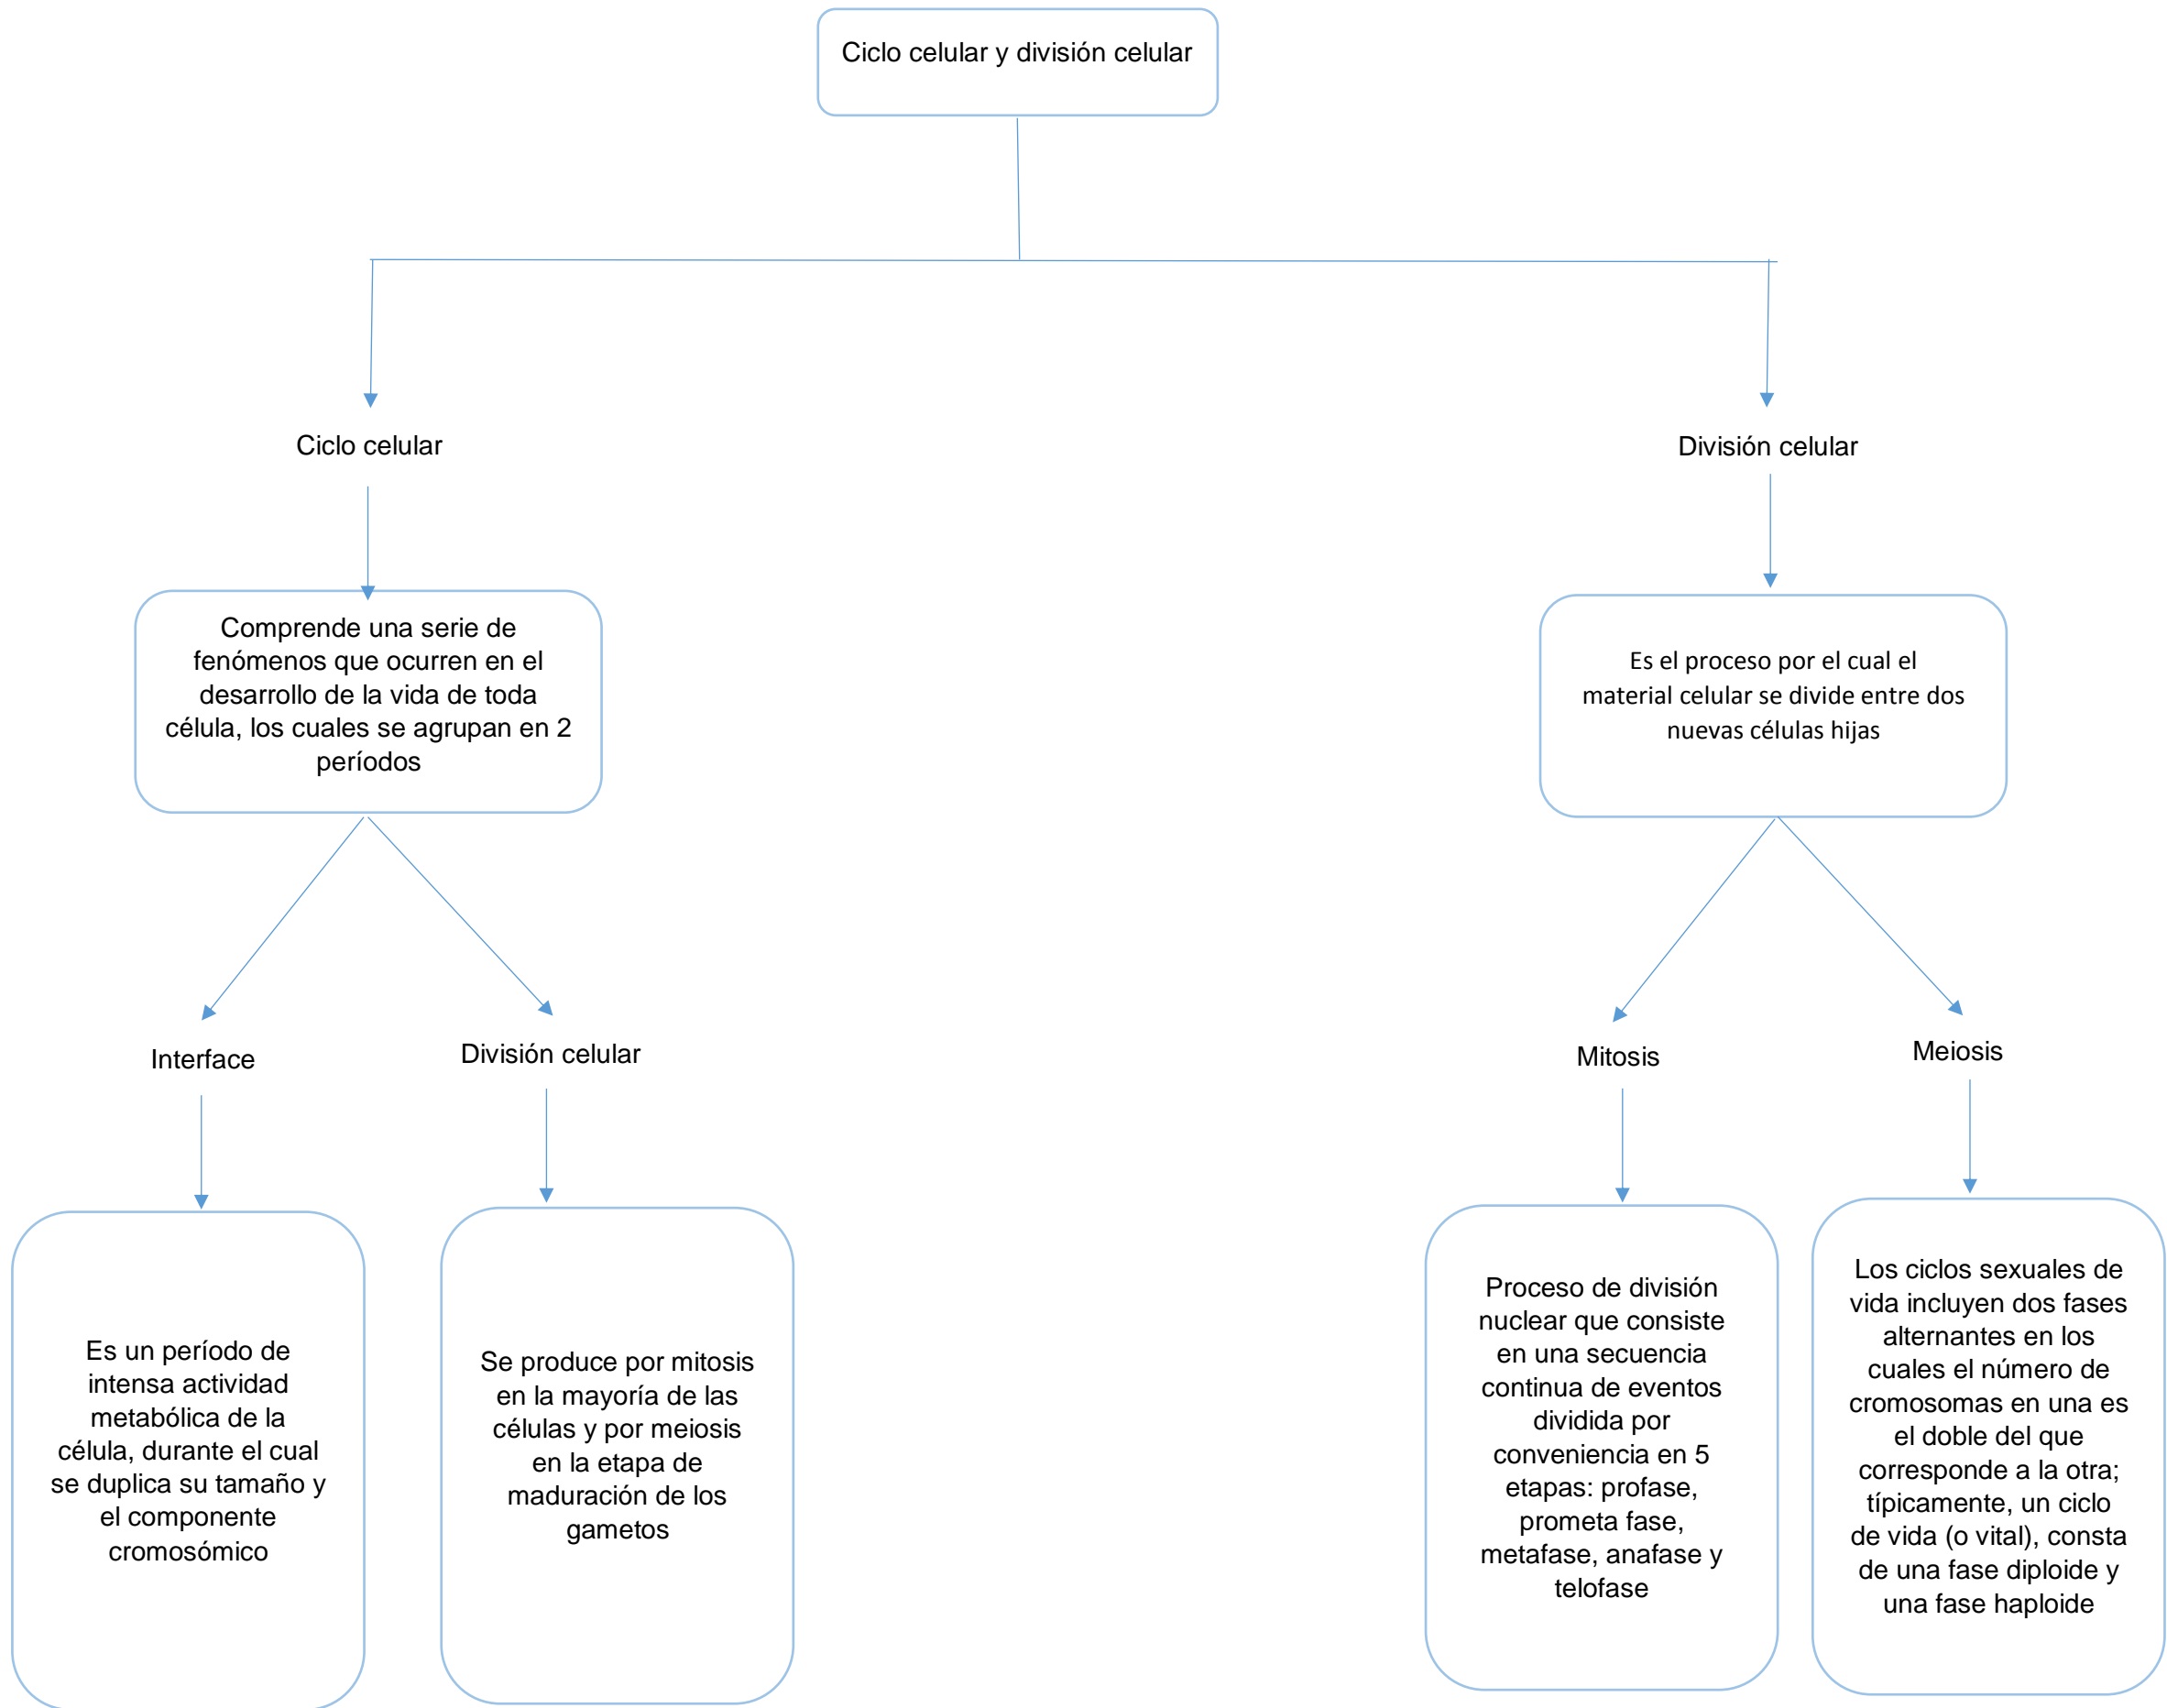 Ciclo celular y división celular
Ciclo celular
División celular
Comprende una serie de
fenómenos que ocurren en el
desarrollo de la vida de toda
célula, los cuales se agrupan en 2
períodos
Es el proceso por el cual el
material celular se divide entre dos
nuevas células hijas
Interface
División celular
Mitosis
Meiosis
Es un período de
intensa actividad
metabólica de la
célula, durante el cual
se duplica su tamaño y
el componente
cromosómico
Se produce por mitosis
en la mayoría de las
células y por meiosis
en la etapa de
maduración de los
gametos
Proceso de división
nuclear que consiste
en una secuencia
continua de eventos
dividida por
conveniencia en 5
etapas: profase,
prometa fase,
metafase, anafase y
telofase
Los ciclos sexuales de
vida incluyen dos fases
alternantes en los
cuales el número de
cromosomas en una es
el doble del que
corresponde a la otra;
típicamente, un ciclo
de vida (o vital), consta
de una fase diploide y
una fase haploide